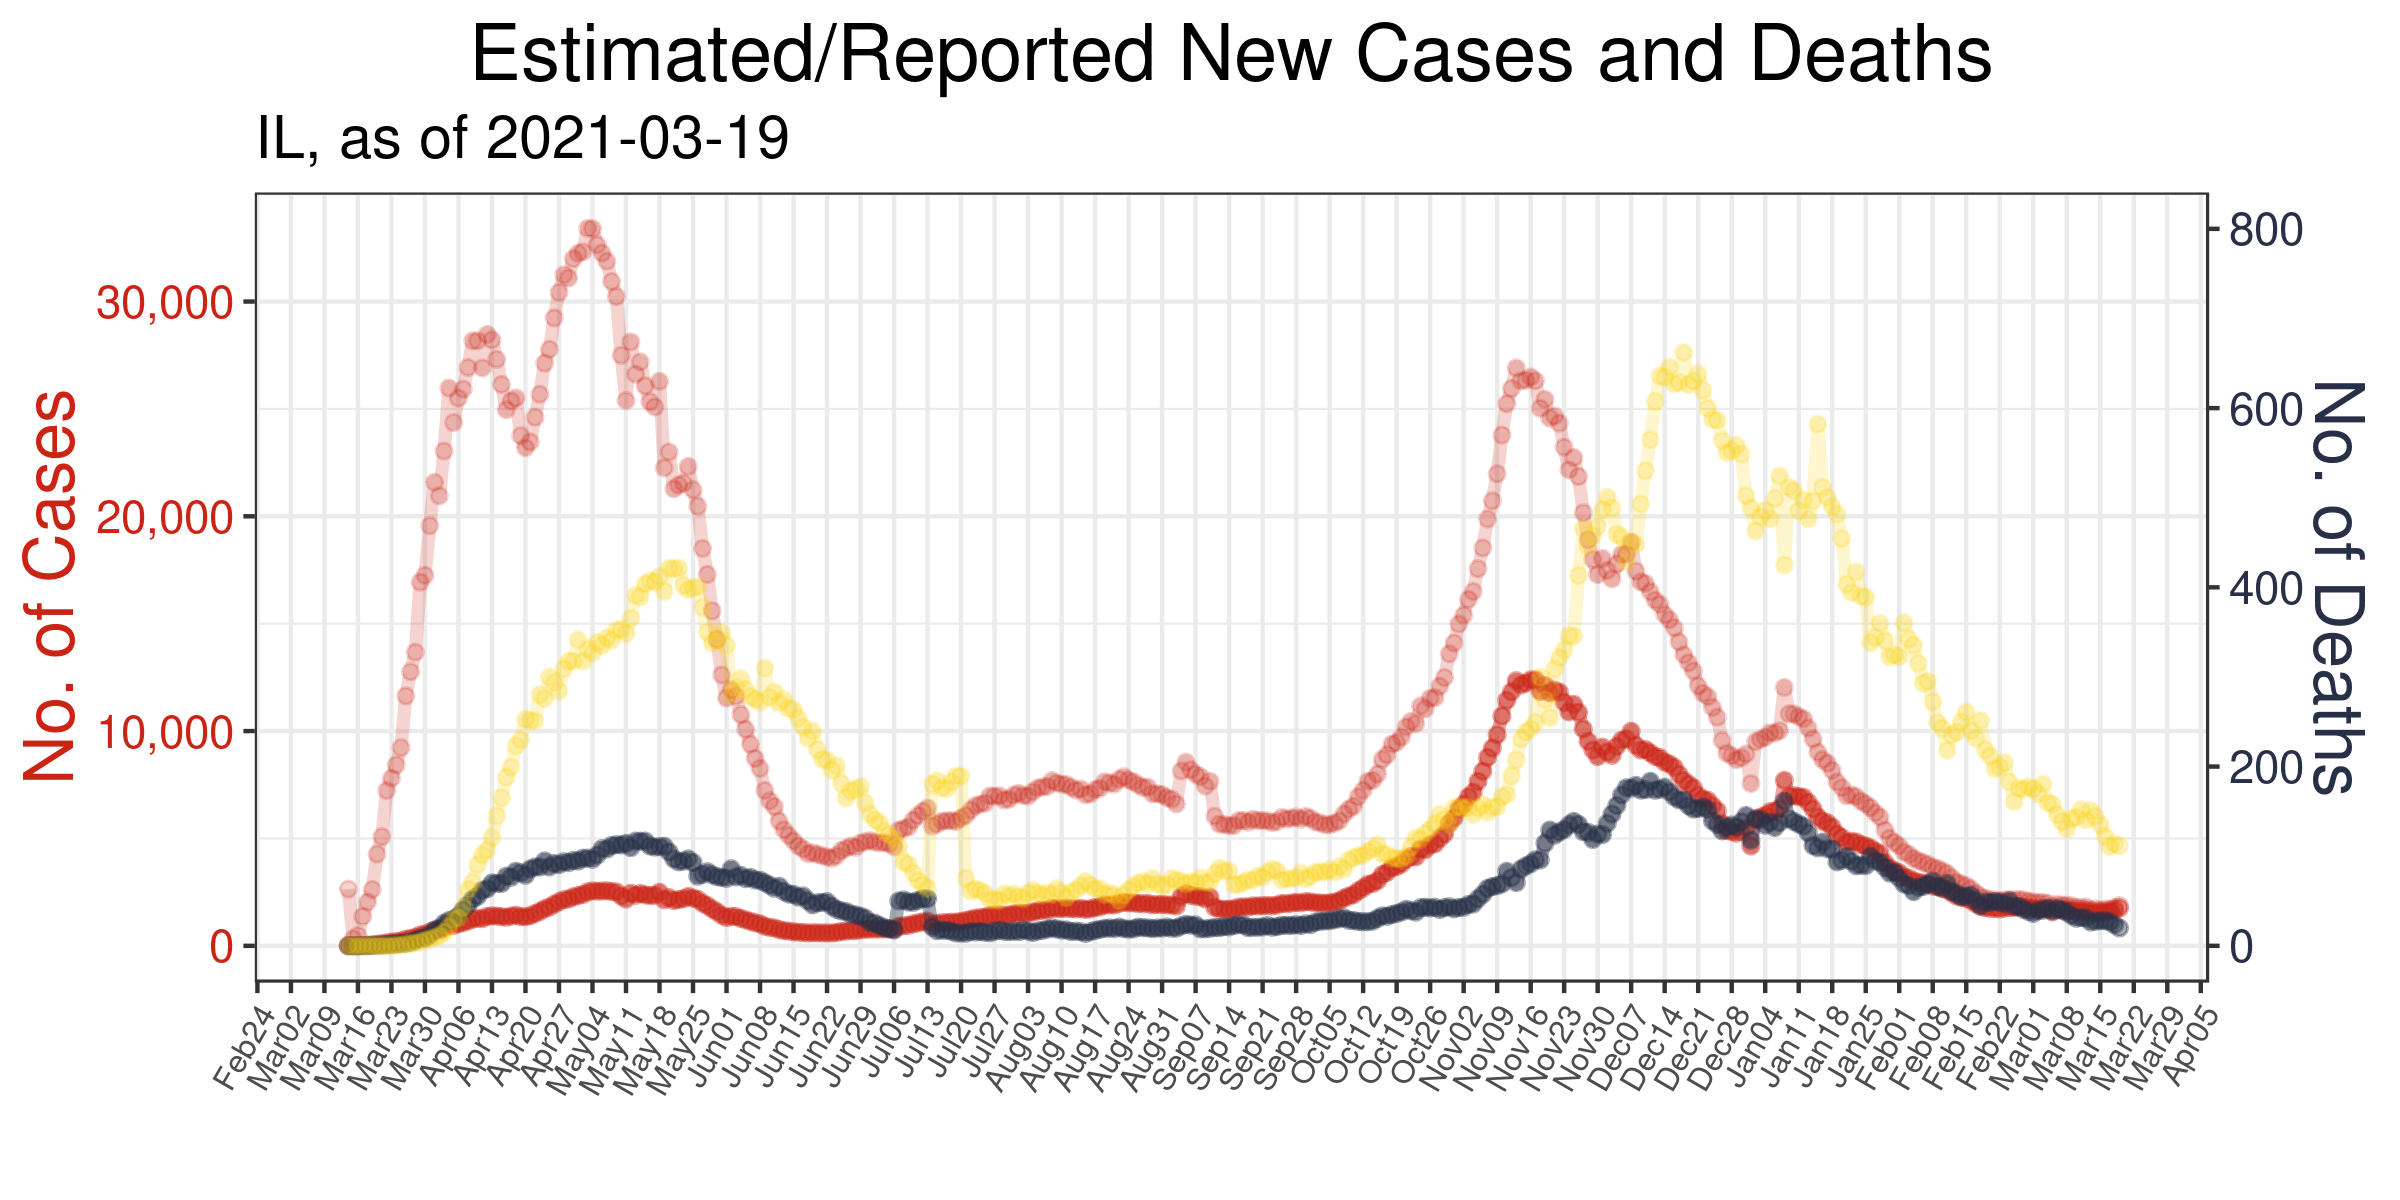 Estimated/Reported New Cases and Deaths
IL, as of 2021-03-19
No. of Cases
30,000
20,000
10,000
0
800
600
400
200
0
No. of Deaths
Feb24
Mar02
Mar09
Mar16
Mar23
Mar30
Apr06
Apr13
Apr20
Apr27
May04
May11
May18
May25
Jun01
Jun08
Jun15
Jun22
Jun29
Jul06
Jul13
Jul20
Jul27
Aug03
Aug10
Aug17
Aug24
Aug31
Sep07
Sep14
Sep21
Sep28
Oct05
Oct12
Oct19
Oct26
Nov02
Nov09
Nov16
Nov23
Nov30
Dec07
Dec14
Dec21
Dec28
Jan04
Jan11
Jan18
Jan25
Feb01
Feb08
Feb15
Feb22
Mar01
Mar08
Mar15
Mar22
Mar29
Apr05